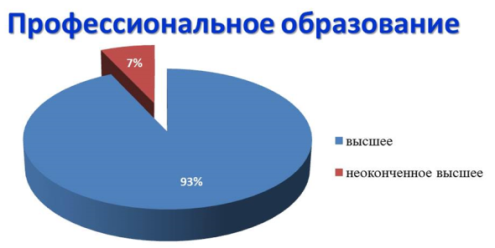 Профессиональное образование
7%
высшее
неоконченное высшее
93%